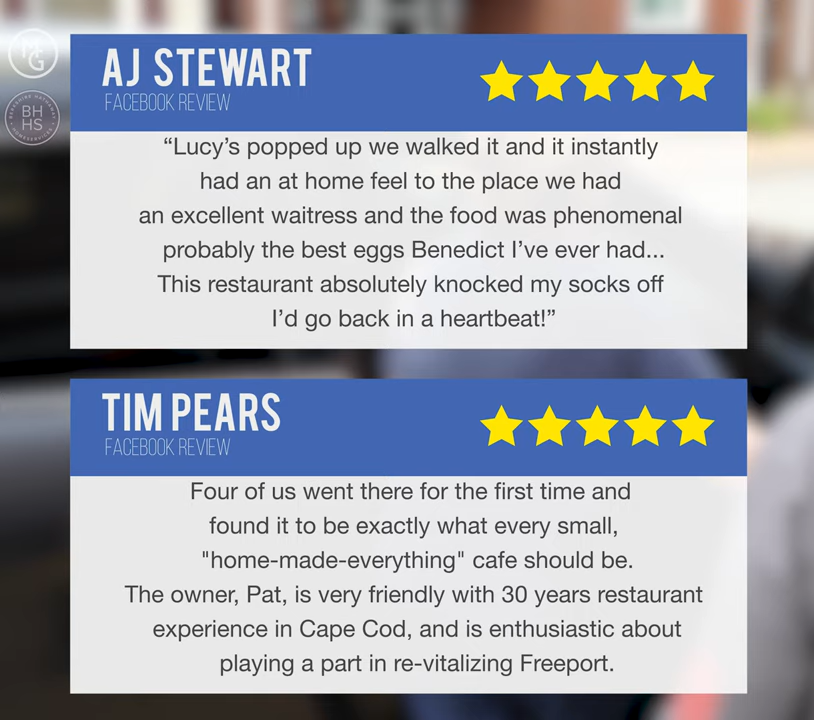 AJ STEWART
FACEBOOK REVIEW
“Lucy’s popped up we walked it and it instantly
had an at home feel to the place we had
an excellent waitress and the food was phenomenal
probably the best eggs Benedict I’ve ever had...
This restaurant absolutely knocked my socks off
I’d go back in a heartbeat!”
TIM PEARS
FACEBOOK REVIEW
Four of us went there for the first time and
found it to be exactly what every small,
"home-made-everything" cafe should be.
The owner, Pat, is very friendly with 30 years restaurant
experience in Cape Cod, and is enthusiastic about
playing a part in re-vitalizing Freeport.
BH
HS
BERKSHIRE HATHAWAY
HOMESERVICES